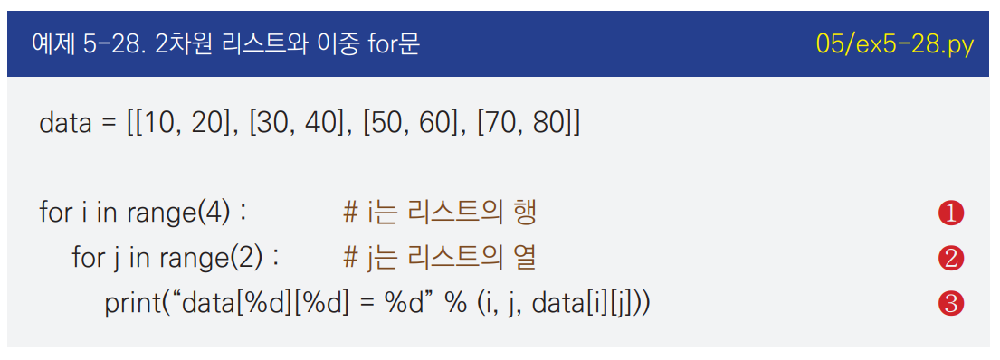 예제 5-28. 2차원 리스트와 이중 for문 05/ex5-28.py
data = [[10, 20], [30, 40], [50, 60], [70, 80]]
for i in range(4) : # i는 리스트의 행 ❶
for j in range(2) : # j는 리스트의 열 ❷
print(“data[%d][%d] = %d” % (i, j, data[i][j])) ❸